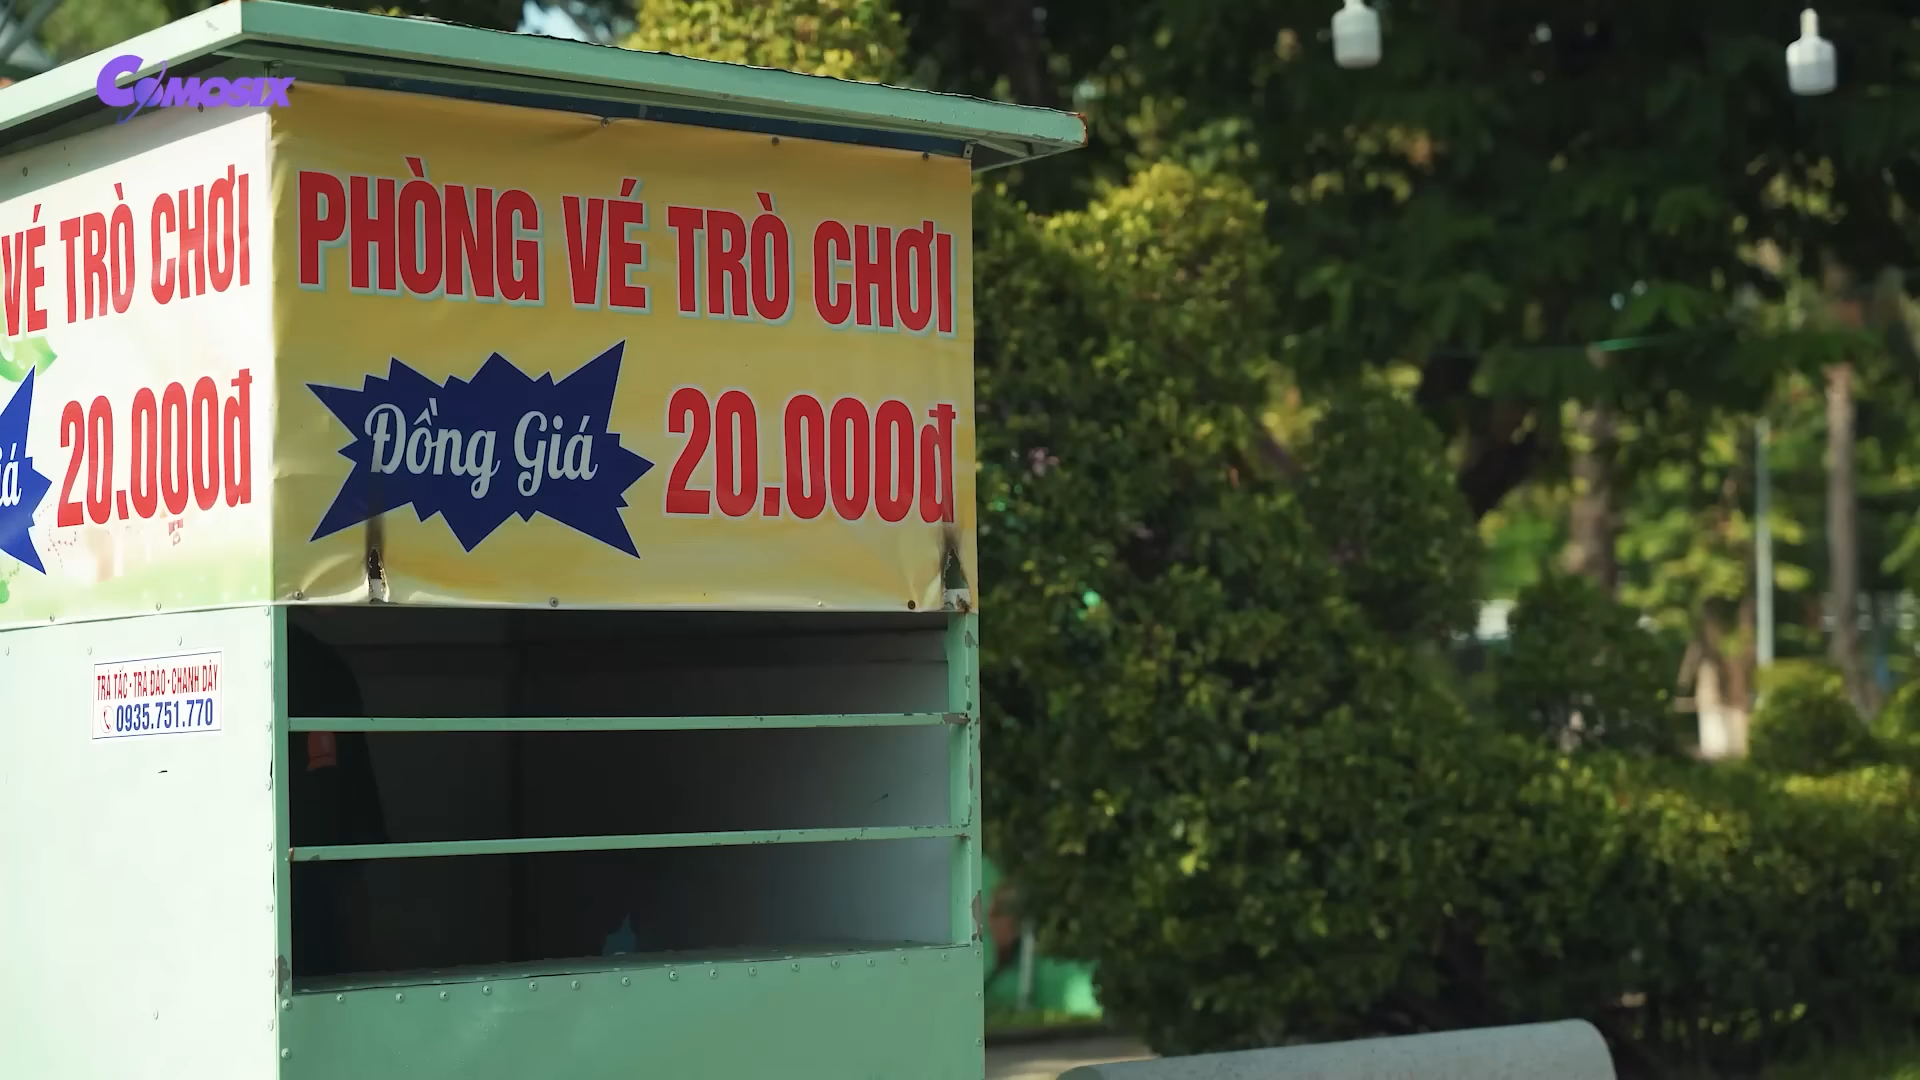 COMOSIX
VÉ TRÒ CHƠI
20.000đ
PHÒNG VÉ TRÒ CHƠI
Đồng Giá
20.000đ
TRÀ TẮC - TRÀ ĐÀO - CHANH DÂY
0935.751.770